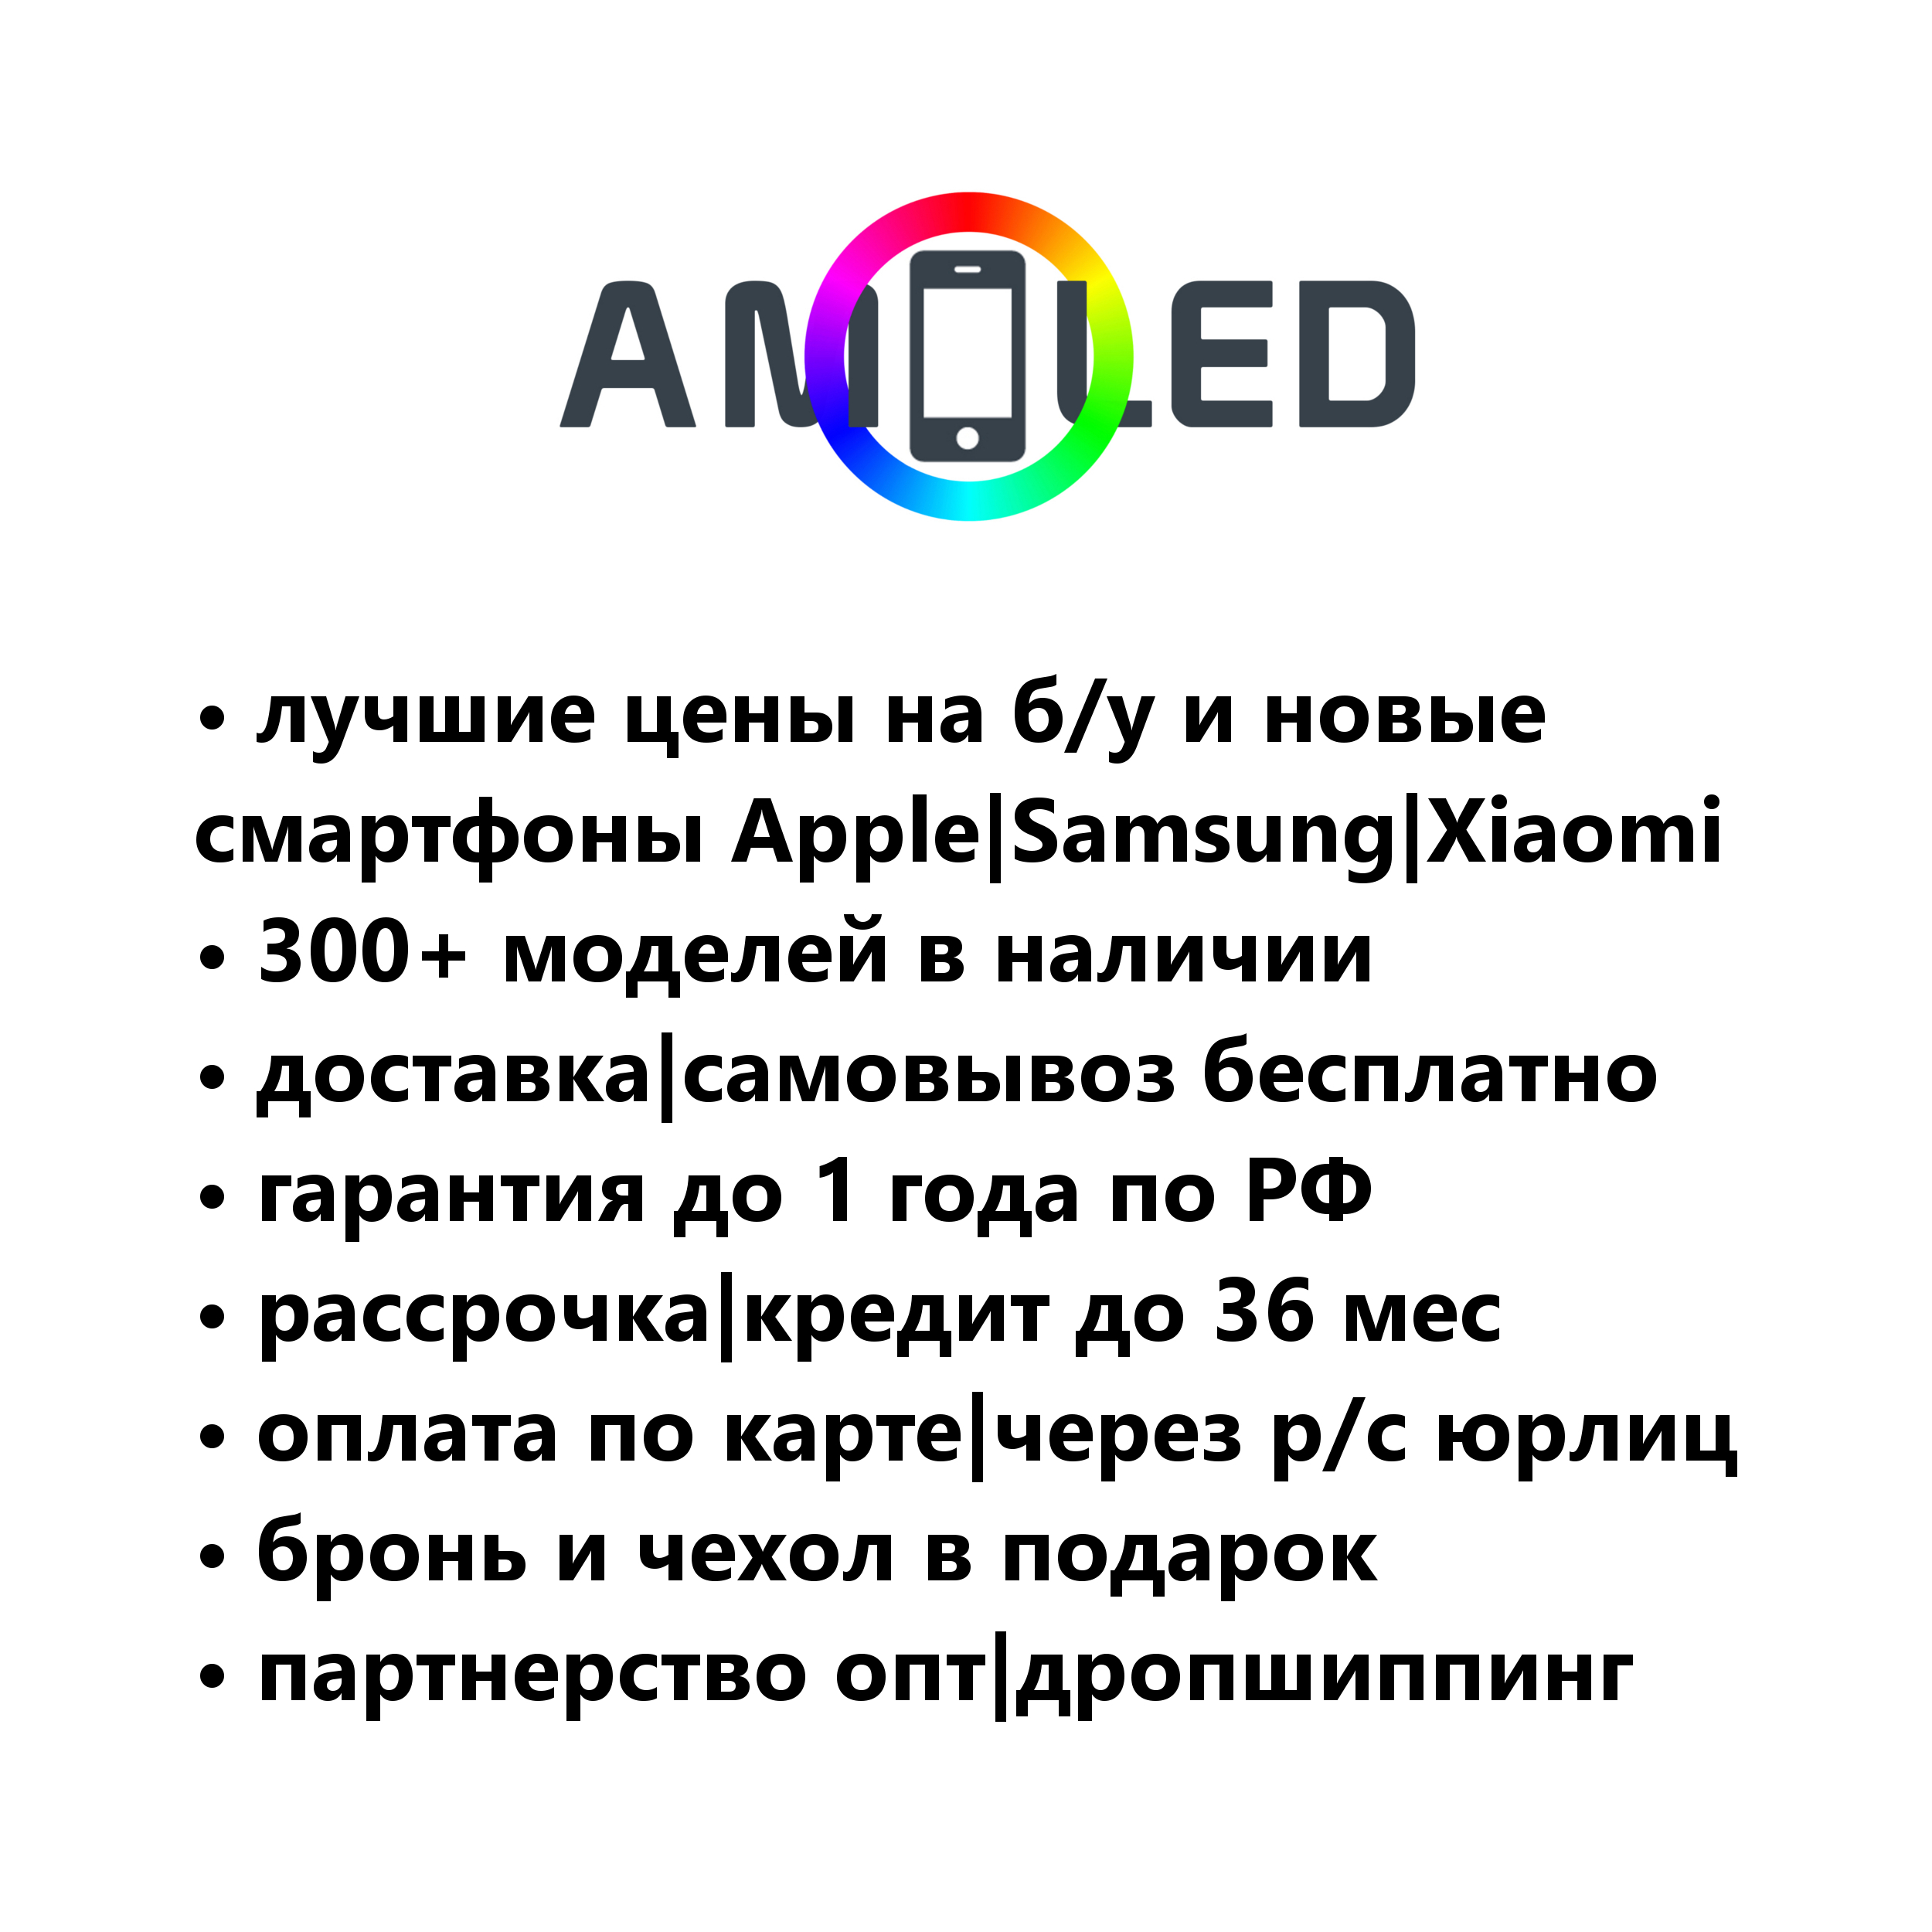 AMOLED
• лучшие цены на б/у и новые
смартфоны Apple|Samsung|Xiaomi
• 300+ моделей в наличии
• доставка|самовывоз бесплатно
• гарантия до 1 года по РФ
• рассрочка|кредит до 36 мес
• оплата по карте|через р/с юрлиц
• бронь и чехол в подарок
• партнерство опт|дропшиппинг